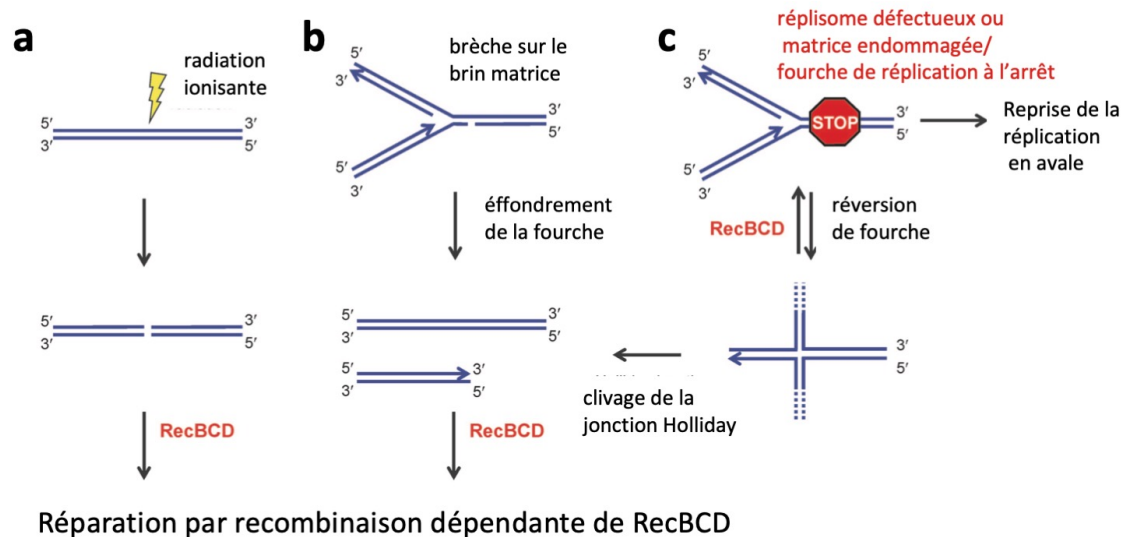 a
radiation
ionisante
5′ 3′
3′ 5′
5′ 3′
3′ 5′
RecBCD
b
brèche sur le
brin matrice
5′
3′
5′
3′
3′
5′
éffondrement
de la fourche
5′ 3′
3′ 5′
5′ 3′
3′ 5′
RecBCD
c
réplisome défectueux ou
matrice endommagée/
fourche de réplication à l’arrêt
5′
3′
STOP
3′
5′
5′
3′
Reprise de la
réplication
en avale
RecBCD
réversion
de fourche
3′
5′
clivage de la
jonction Holliday
Réparation par recombinaison dépendante de RecBCD